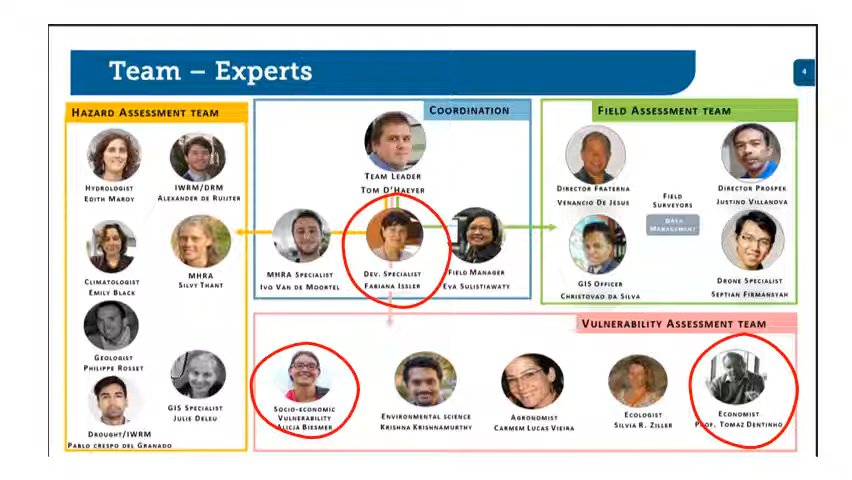 Team – Experts
4
HAZARD ASSESSMENT TEAM
HYDROLOGIST
EDITH MAROY
IWRM/DRM
ALEXANDER DE RUIJTER
CLIMATOLOGIST
EMILY BLACK
MHRA
SILVY THANT
GEOLOGIST
PHILIPPE ROSSET
GIS SPECIALIST
JULIE DELEU
DROUGHT/IWRM
PABLO CRESPO DEL GRANADO
COORDINATION
TEAM LEADER
TOM D'HAEYER
MHRA SPECIALIST
IVO VAN DE MOORTEL
DEV. SPECIALIST
FABIANA ISSLER
FIELD MANAGER
EVA SULISTIAWATY
FIELD ASSESSMENT TEAM
DIRECTOR FRATERNA
VENANCIO DE JESUS
FIELD
SURVEYORS
DATA
MANAGEMENT
DIRECTOR PROSPEK
JUSTINO VILLANOVA
GIS OFFICER
CHRISTOVAO DA SILVA
DRONE SPECIALIST
SEPTIAN FIRMANSYAH
VULNERABILITY ASSESSMENT TEAM
SOCIO-ECONOMIC
VULNERABILITY
ALICJA BIESMER
ENVIRONMENTAL SCIENCE
KRISHNA KRISHNAMURTHY
AGRONOMIST
CARMEM LUCAS VIEIRA
ECOLOGIST
SILVIA R. ZILLER
ECONOMIST
PROF. TOMAZ DENTINHO